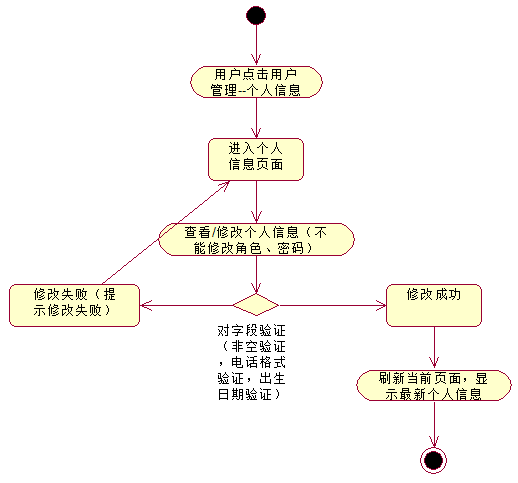 用户点击用户
管理--个人信息
进入个人
信息页面
查看/修改个人信息（不
能修改角色、密码）
修改失败（提
示修改失败）
修改成功
对字段验证
（非空验证
，电话格式
验证，出生
日期验证）
刷新当前页面，显
示最新个人信息